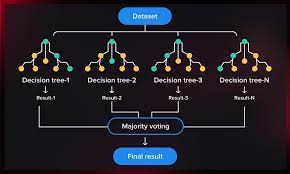 Dataset
Decision tree-1 Decision tree-2 Decision tree-3 Decision tree-N
Result-1 Result-2 Result-3 Result-N
Majority voting
Final result